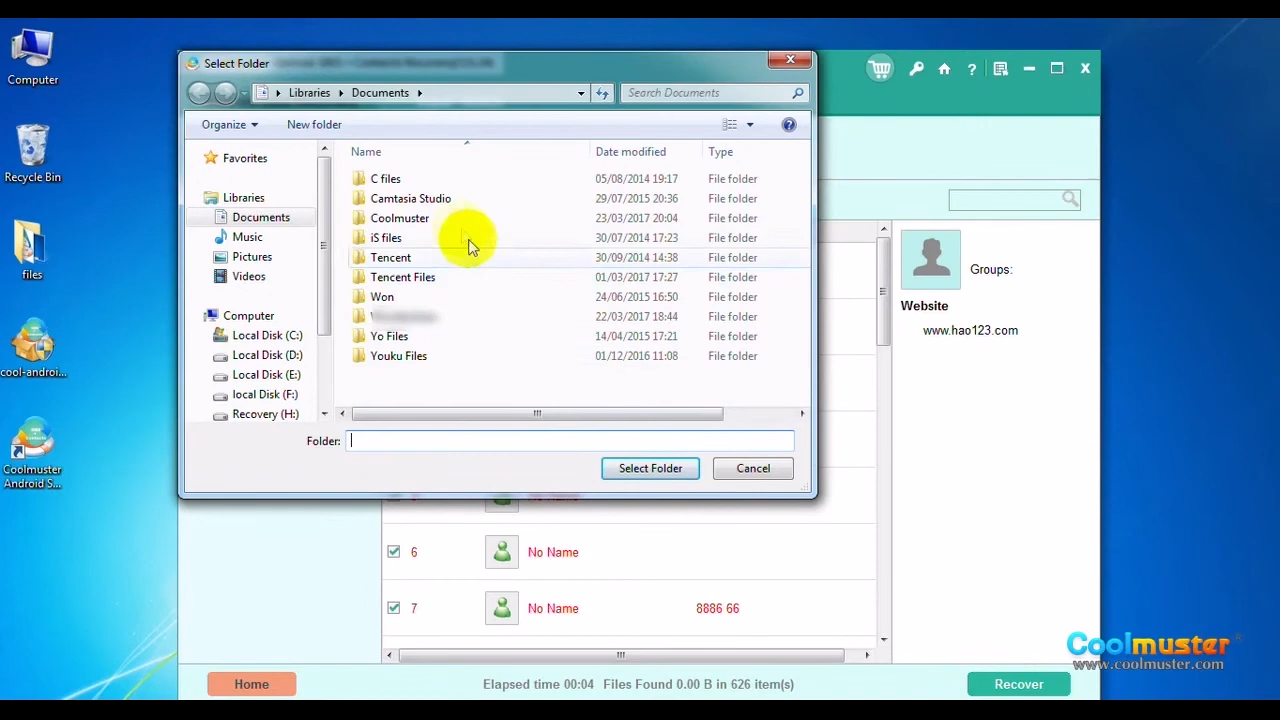 Computer
Recycle Bin
files
cool-androi...
Coolmuster
Android S...
Select Folder
Libraries
Documents
Search Documents
Organize
New folder
Favorites
Libraries
Documents
Music
Pictures
Videos
Computer
Local Disk (C:)
Local Disk (D:)
Local Disk (E:)
local Disk (F:)
Recovery (H:)
Name Date modified Type
C files 05/08/2014 19:17 File folder
Camtasia Studio 29/07/2015 20:36 File folder
Coolmuster 23/03/2017 20:04 File folder
iS files 30/07/2014 17:23 File folder
Tencent 30/09/2014 14:38 File folder
Tencent Files 01/03/2017 17:27 File folder
Won 24/06/2015 16:50 File folder
22/03/2017 18:44 File folder
Yo Files 14/04/2015 17:21 File folder
Youku Files 01/12/2016 11:08 File folder
Folder:
Select Folder Cancel
Groups:
Website
www.hao123.com
6 No Name
7 No Name 8886 66
Home Elapsed time 00:04 Files Found 0.00 B in 626 item(s) Recover
Coolmuster®
www.coolmuster.com